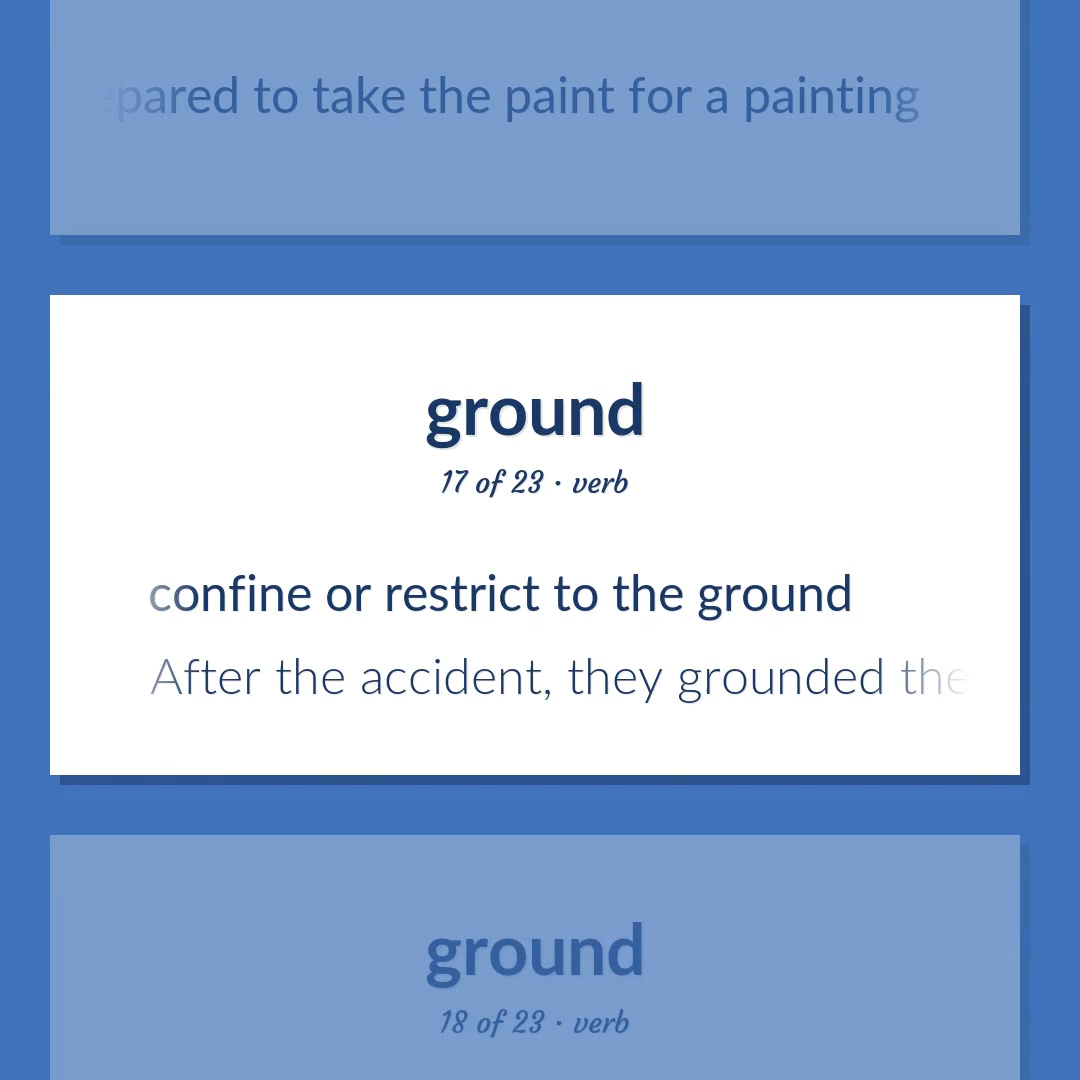 pared to take the paint for a painting
ground
17 of 23 · verb
confine or restrict to the ground
After the accident, they grounded the
ground
18 of 23 · verb